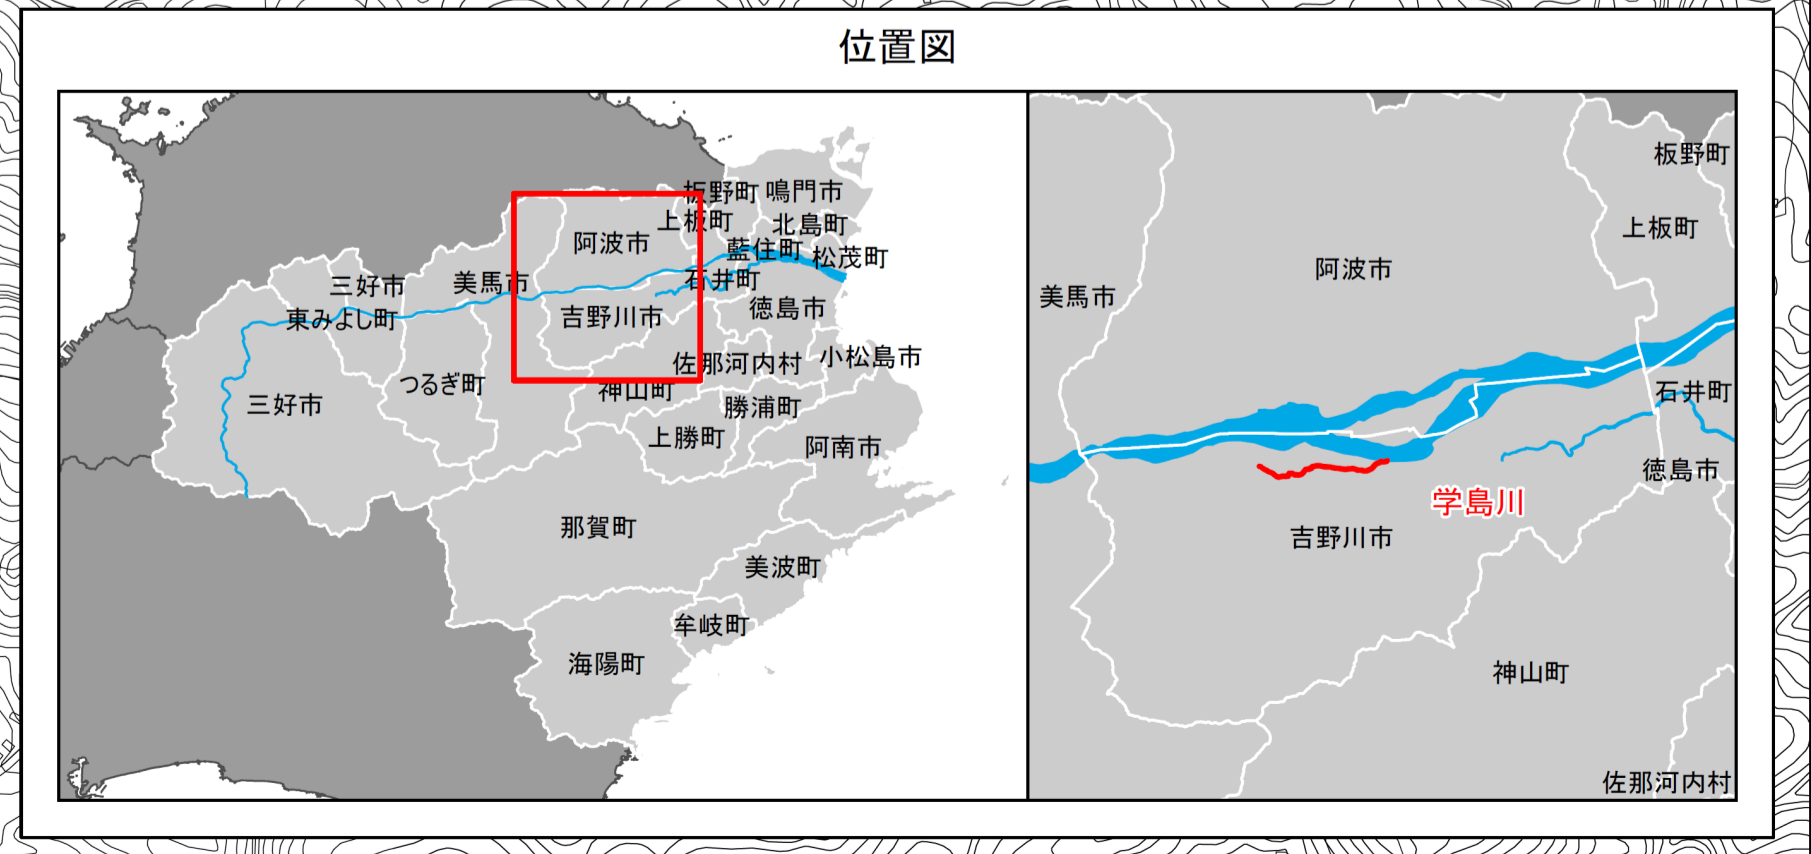 位置図
板野町
鳴門市
上板町
北島町
阿波市
藍住町
松茂町
三好市
美馬市
石井町
東みよし町
吉野川市
徳島市
佐那河内村
小松島市
つるぎ町
神山町
三好市
勝浦町
上勝町
阿南市
那賀町
美波町
牟岐町
海陽町
板野町
上板町
阿波市
美馬市
石井町
徳島市
学島川
吉野川市
神山町
佐那河内村